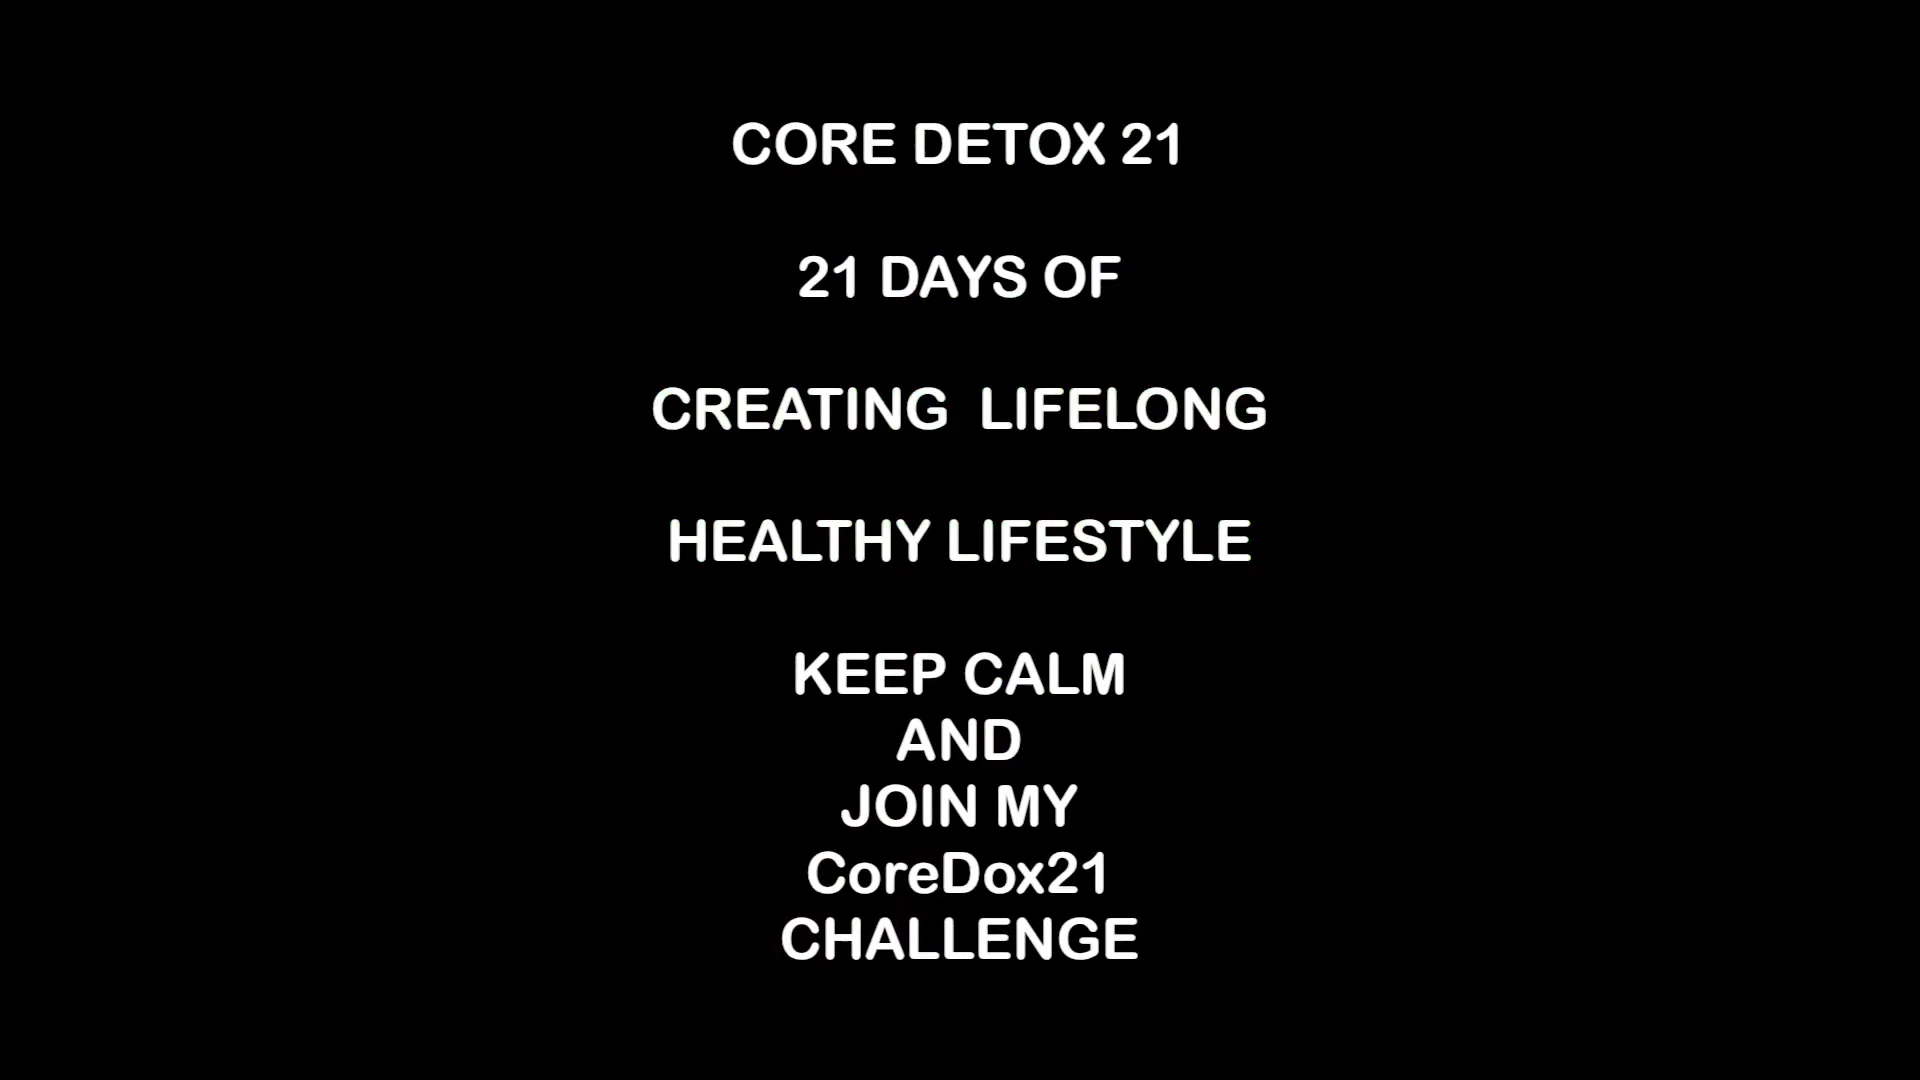 CORE DETOX 21
21 DAYS OF
CREATING  LIFELONG
HEALTHY LIFESTYLE
KEEP CALM
AND
JOIN MY
CoreDox21
CHALLENGE